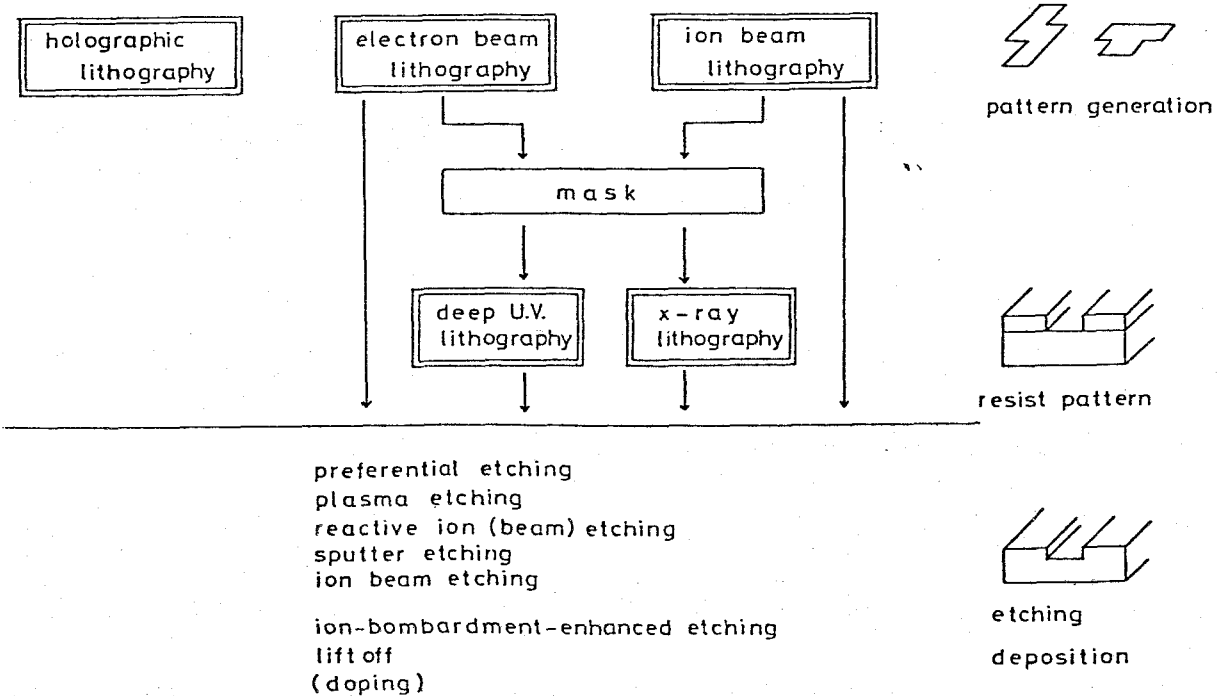 holographic
lithography
electron beam
lithography
ion beam
lithography
pattern generation
mask
deep U.V.
lithography
x-ray
lithography
resist pattern
preferential etching
plasma etching
reactive ion (beam) etching
sputter etching
ion beam etching
ion-bombardment-enhanced etching
lift off
(doping)
etching
deposition